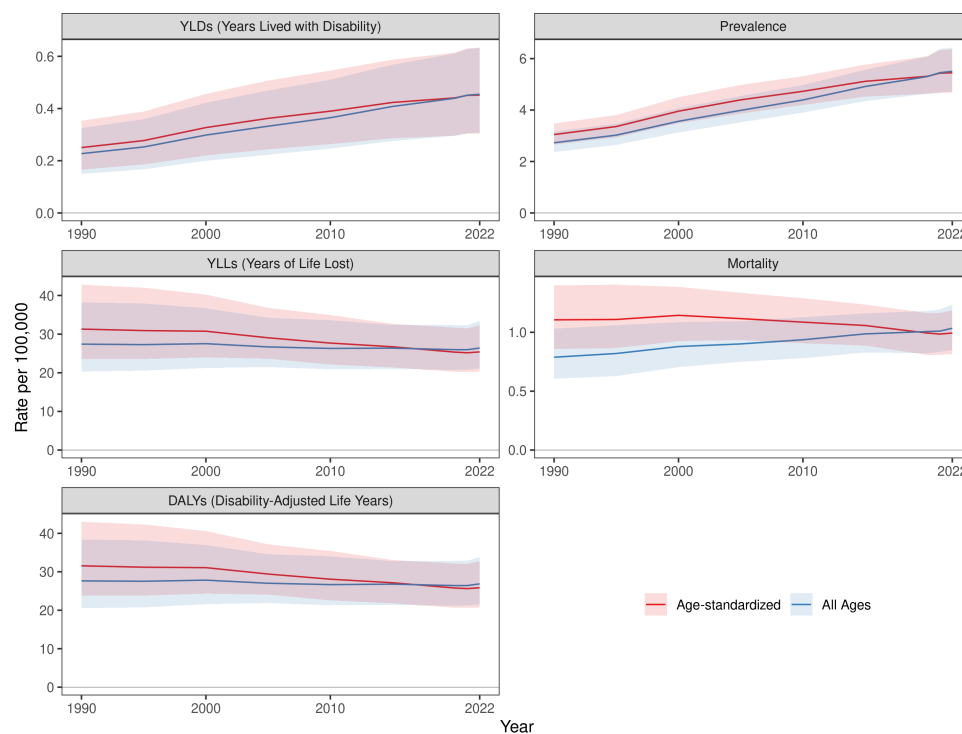 YLDs (Years Lived with Disability)
0.6
0.4
0.2
0.0
1990 2000 2010 2022
Prevalence
6
4
2
0
1990 2000 2010 2022
YLLs (Years of Life Lost)
40
30
20
10
0
1990 2000 2010 2022
Mortality
1.0
0.5
0.0
1990 2000 2010 2022
DALYs (Disability-Adjusted Life Years)
40
30
20
10
0
1990 2000 2010 2022
Age-standardized All Ages
Rate per 100,000
Year